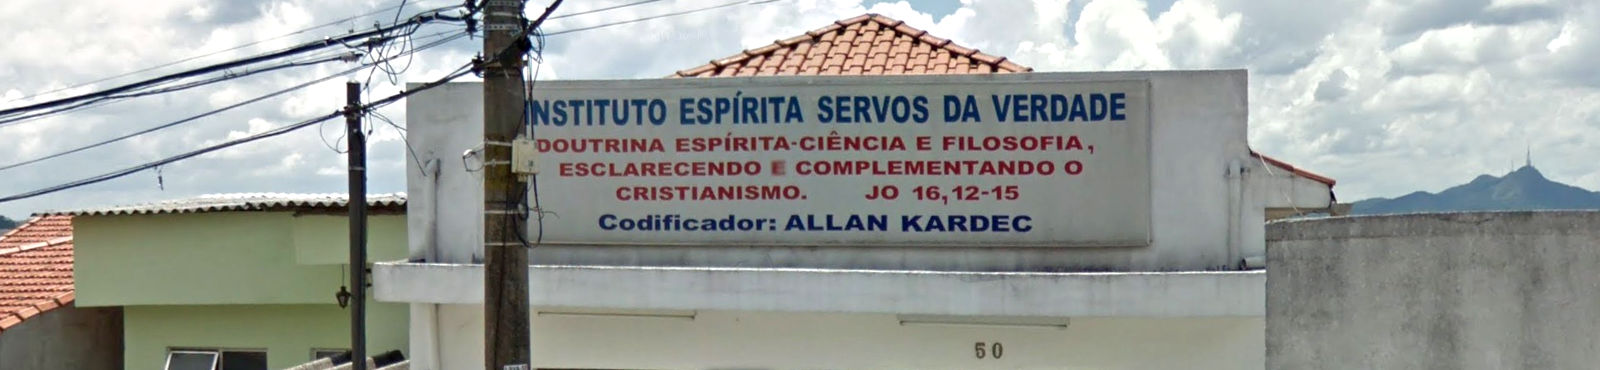 INSTITUTO ESPÍRITA SERVOS DA VERDADE
DOUTRINA ESPÍRITA-CIÊNCIA E FILOSOFIA,
ESCLARECENDO E COMPLEMENTANDO O
CRISTIANISMO. JO 16,12-15
Codificador: ALLAN KARDEC
50